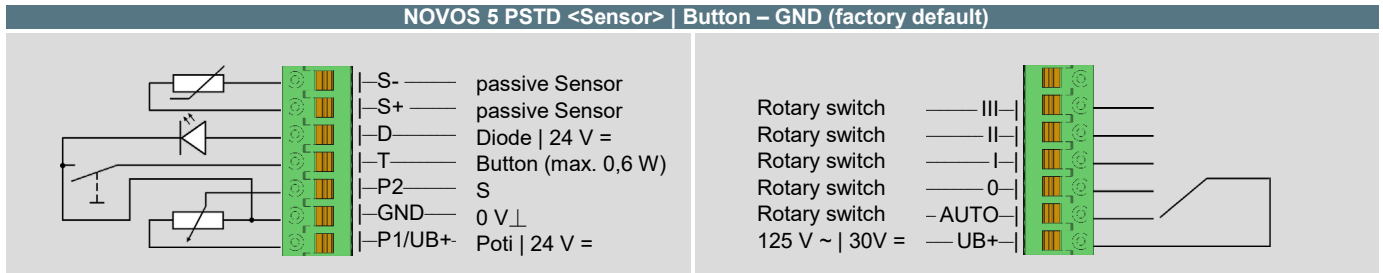 NOVOS 5 PSTD <Sensor> | Button – GND (factory default)
S- passive Sensor
S+ passive Sensor
D Diode | 24 V =
T Button (max. 0,6 W)
P2 S
GND 0 V⊥
P1/UB+ Poti | 24 V =
Rotary switch III
Rotary switch II
Rotary switch I
Rotary switch 0
Rotary switch AUTO
125 V ~ | 30V = UB+